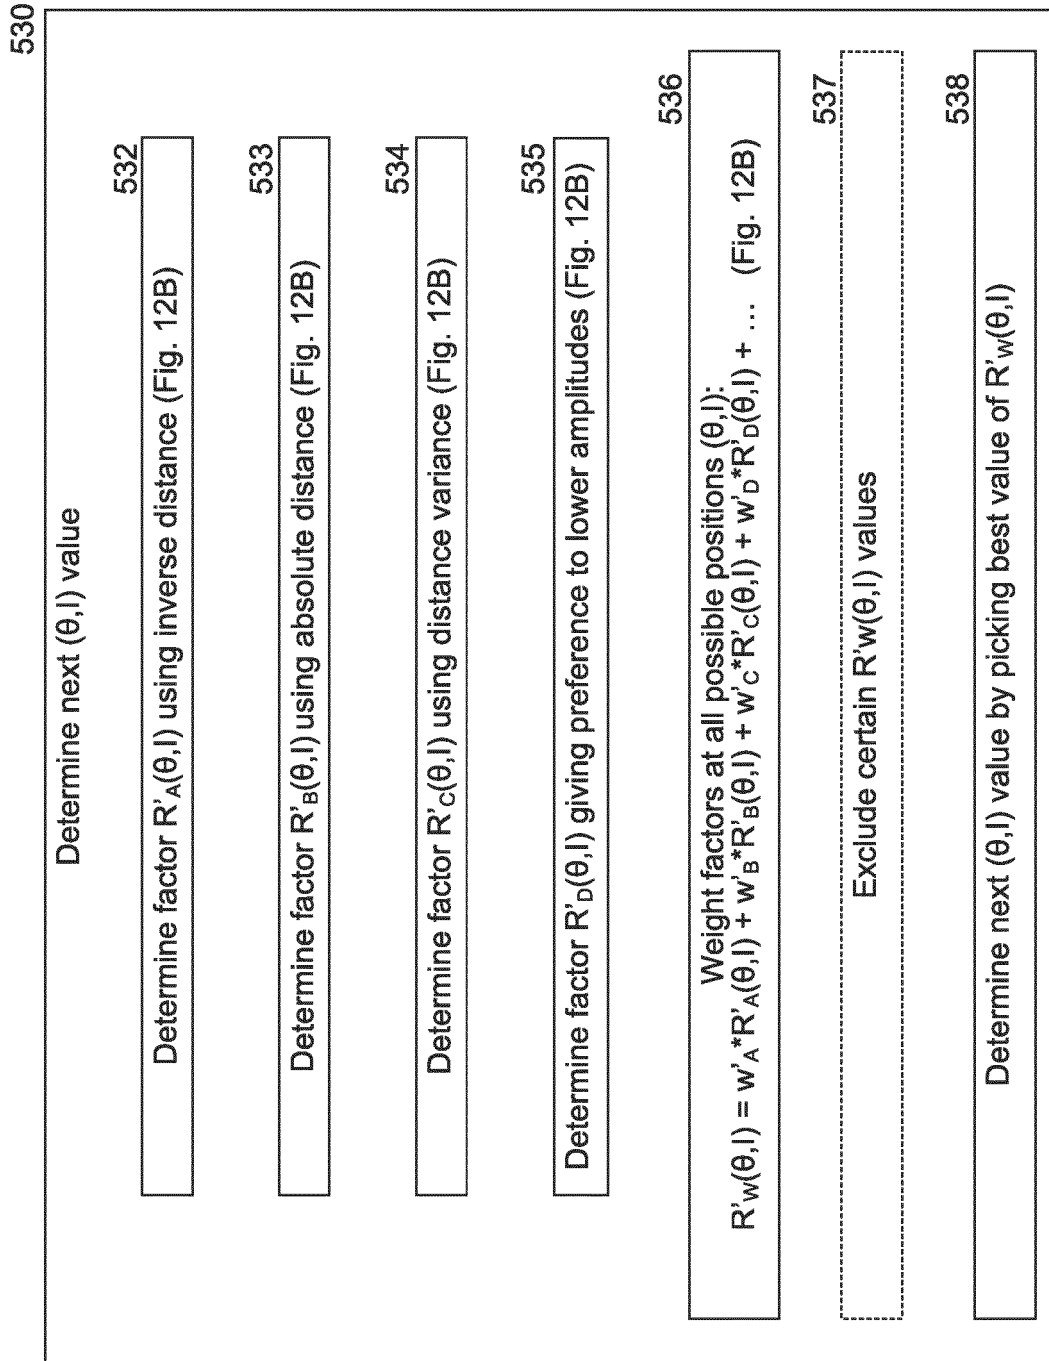 530
Determine next (θ,I) value
532
Determine factor R'A(θ,I) using inverse distance (Fig. 12B)
533
Determine factor R'B(θ,I) using absolute distance (Fig. 12B)
534
Determine factor R'C(θ,I) using distance variance (Fig. 12B)
535
Determine factor R'D(θ,I) giving preference to lower amplitudes (Fig. 12B)
536
Weight factors at all possible positions (θ,I):
R'W(θ,I) = w'A*R'A(θ,I) + w'B*R'B(θ,I) + w'C*R'C(θ,I) + w'D*R'D(θ,I) + ... (Fig. 12B)
537
Exclude certain R'W(θ,I) values
538
Determine next (θ,I) value by picking best value of R'W(θ,I)